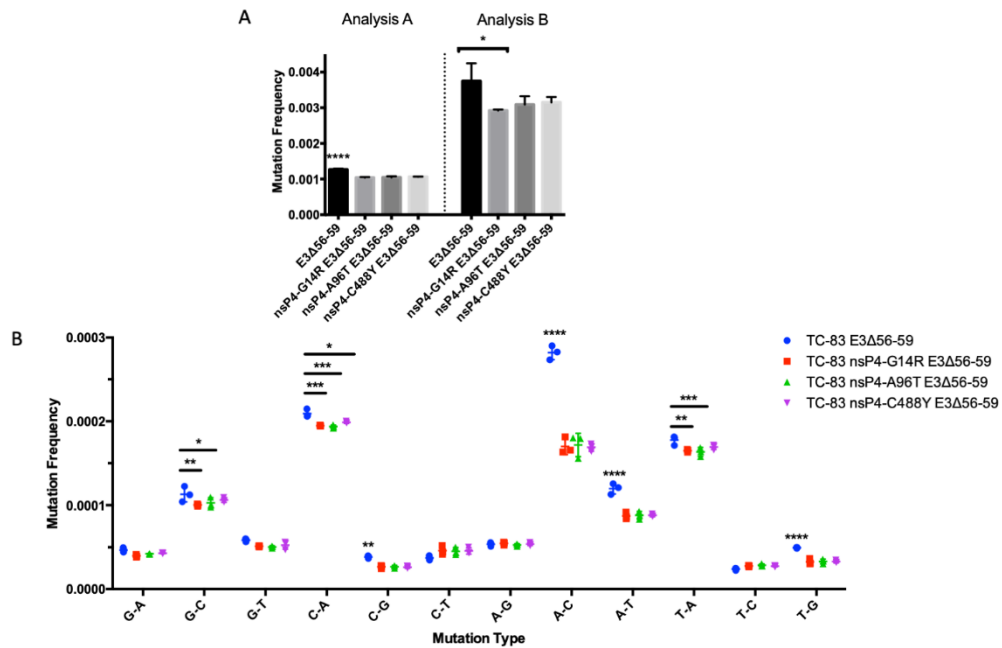 A
Analysis A
Analysis B
*
****
Mutation Frequency
0.004
0.003
0.002
0.001
0.000
E3Δ56-59
nsP4-G14R E3Δ56-59
nsP4-A96T E3Δ56-59
nsP4-C488Y E3Δ56-59
E3Δ56-59
nsP4-G14R E3Δ56-59
nsP4-A96T E3Δ56-59
nsP4-C488Y E3Δ56-59
B
Mutation Frequency
0.0003
0.0002
0.0001
0.0000
*
**
*
***
***
**
****
****
***
**
****
TC-83 E3Δ56-59
TC-83 nsP4-G14R E3Δ56-59
TC-83 nsP4-A96T E3Δ56-59
TC-83 nsP4-C488Y E3Δ56-59
G-A
G-C
G-T
C-A
C-G
C-T
A-G
A-C
A-T
T-A
T-C
T-G
Mutation Type